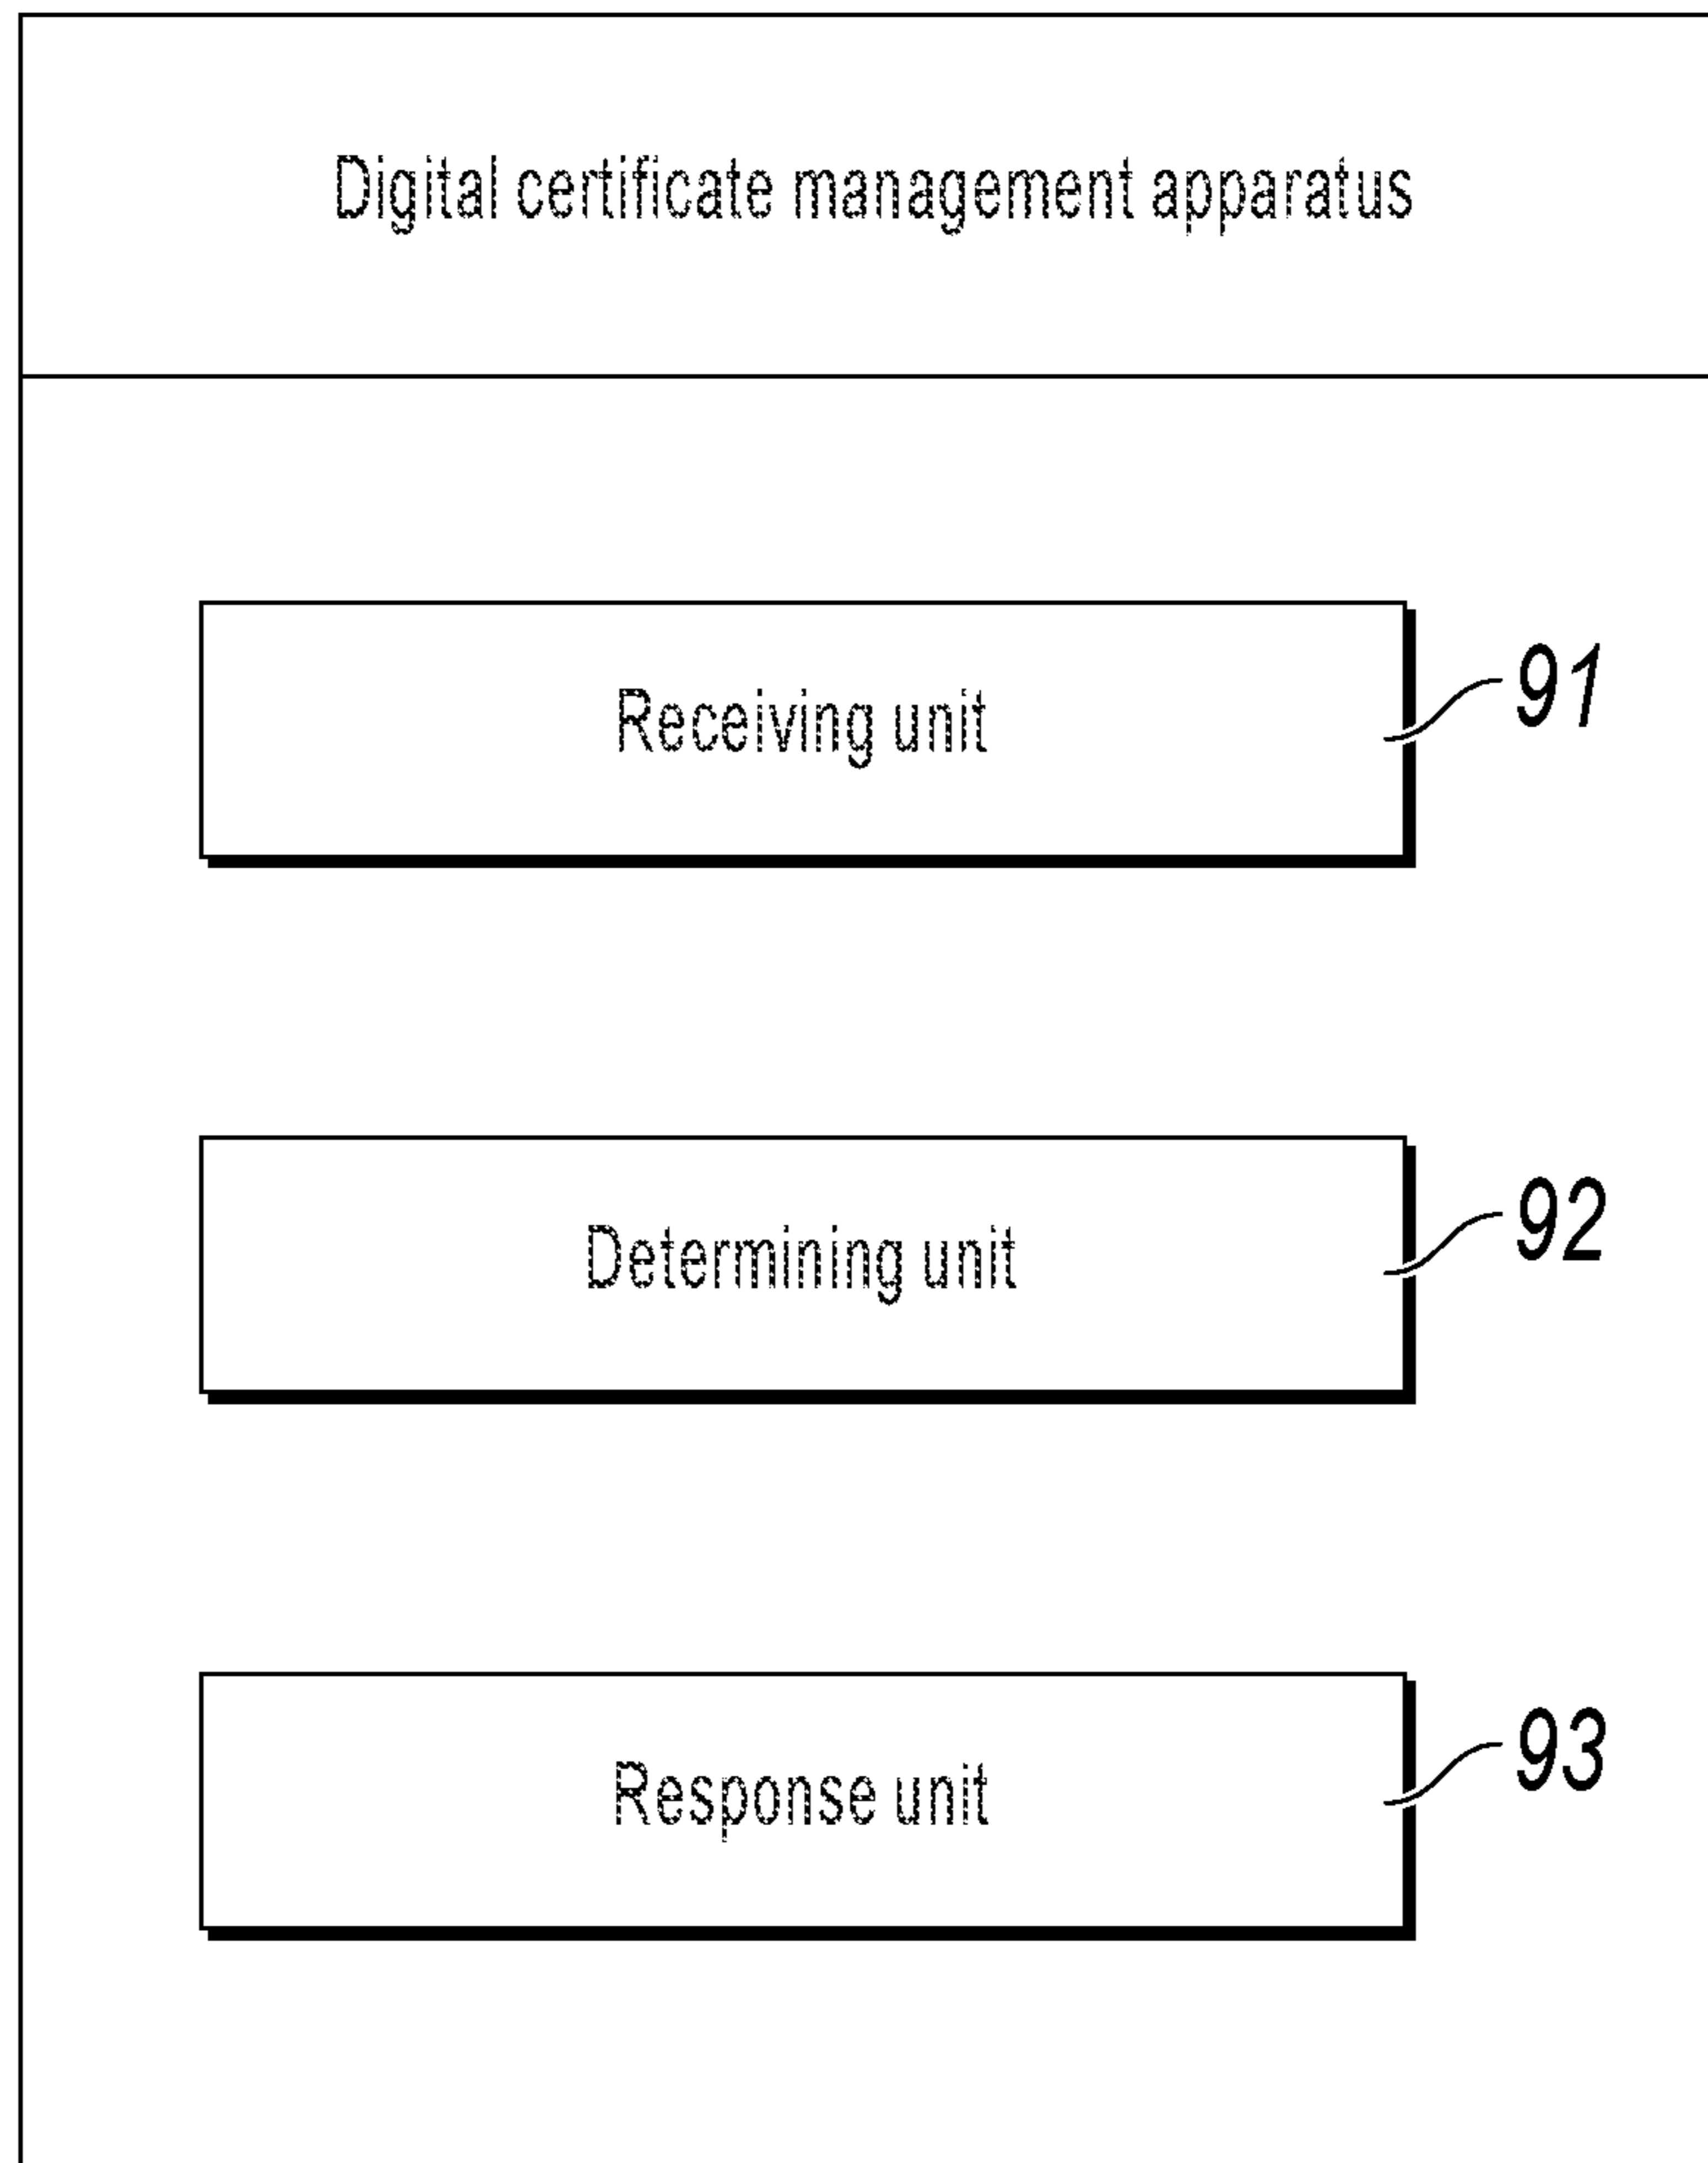 Digital certificate management apparatus
Receiving unit
91
Determining unit
92
Response unit
93